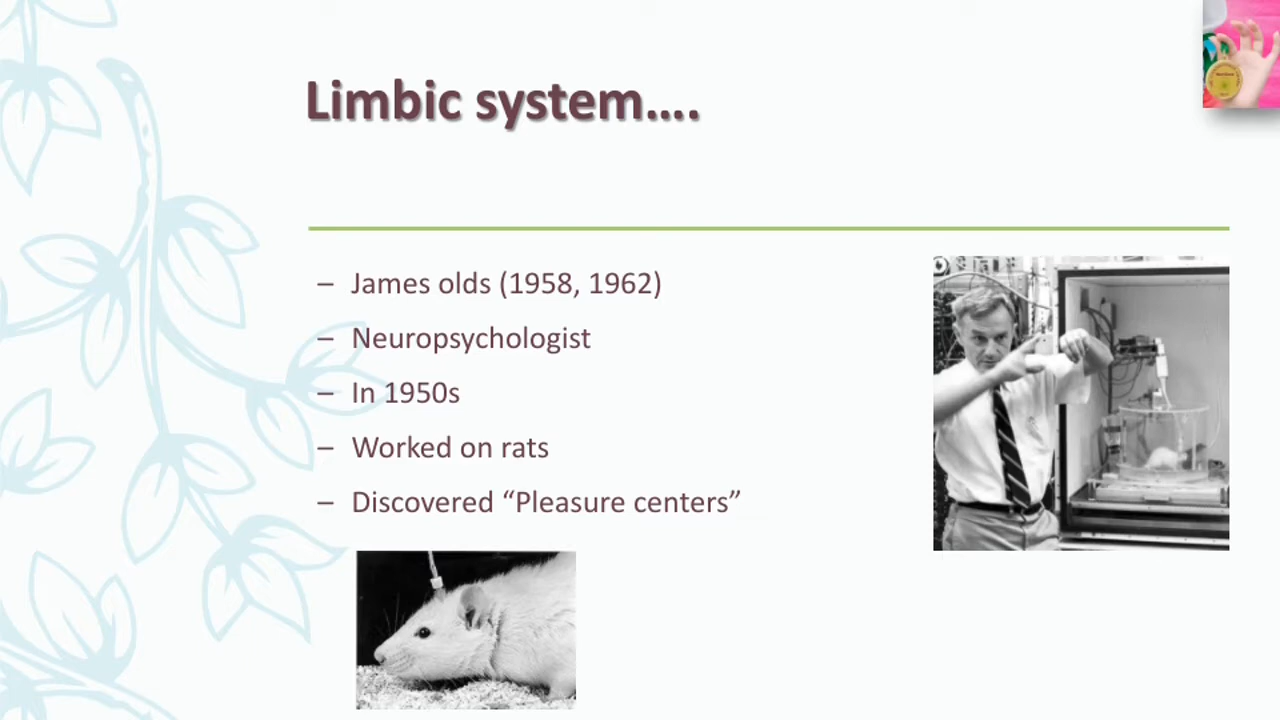 Limbic system….
– James olds (1958, 1962)
– Neuropsychologist
– In 1950s
– Worked on rats
– Discovered “Pleasure centers”